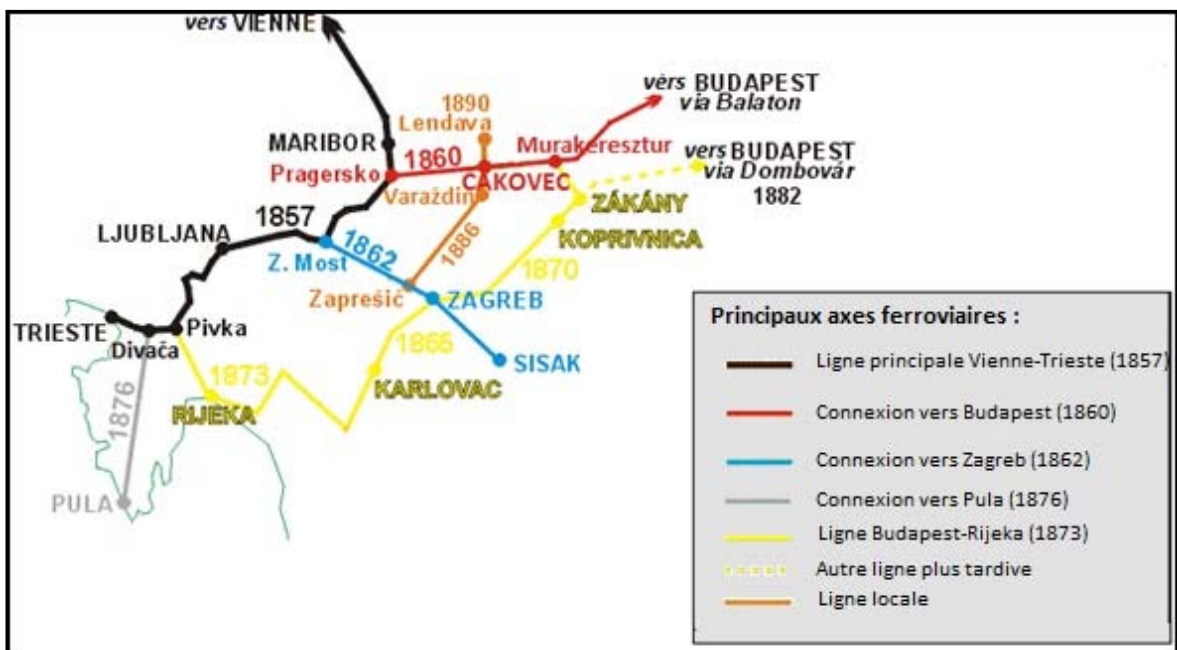 vers VIENNE
vers BUDAPEST
via Balaton
1890
Lendava
MARIBOR
Murakeresztur
Pragersko
1860
CAKOVEC
vers BUDAPEST
via Dombovár
1882
Varaždin
ZÁKÁNY
LJUBLJANA
1857
Z. Most
1862
1886
KOPRIVNICA
1870
Zaprešič
ZAGREB
TRIESTE
Divača
Pivka
1865
SISAK
1873
KARLOVAC
RIJEKA
1876
PULA
Principaux axes ferroviaires :
Ligne principale Vienne-Trieste (1857)
Connexion vers Budapest (1860)
Connexion vers Zagreb (1862)
Connexion vers Pula (1876)
Ligne Budapest-Rijeka (1873)
Autre ligne plus tardive
Ligne locale